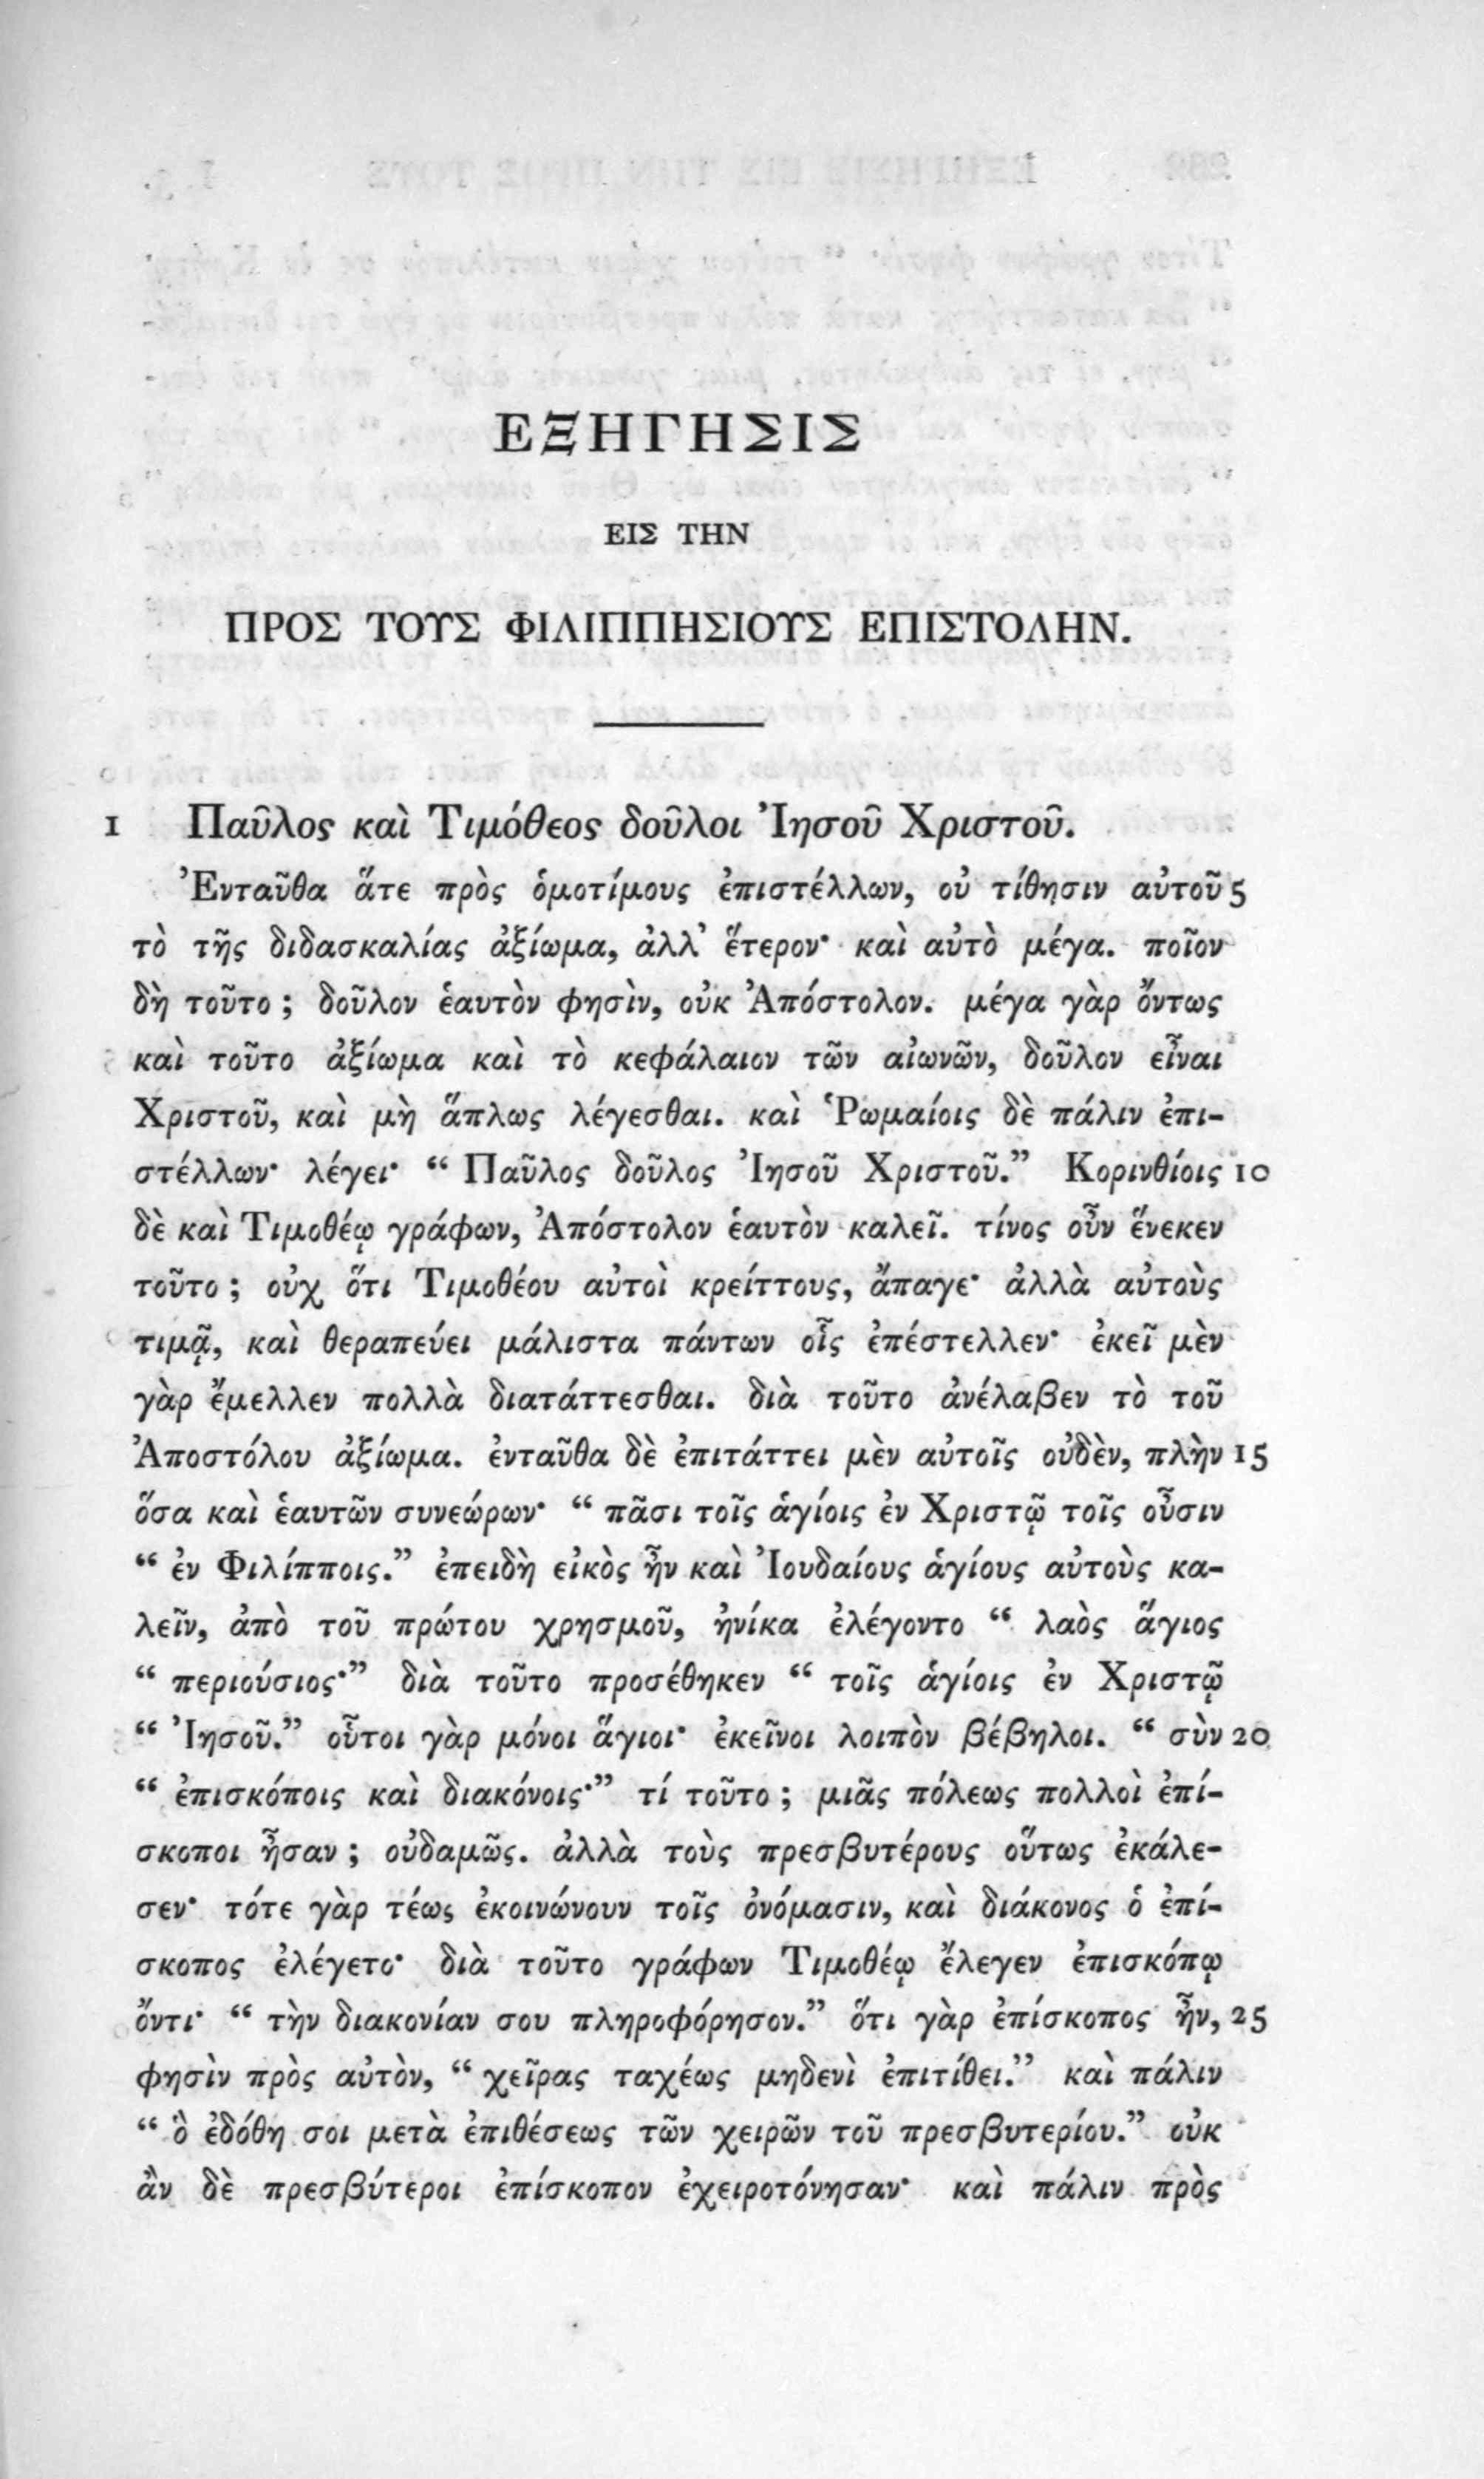 ΕΞΗΓΗΣΙΣ
ΕΙΣ ΤΗΝ
ΠΡΟΣ ΤΟΥΣ ΦΙΛΙΠΠΗΣΙΟΥΣ ΕΠΙΣΤΟΛΗΝ.
1 Παῦλος καὶ Τιμόθεος δοῦλοι Ἰησοῦ Χριστοῦ.
Ἐνταῦθα ἅτε πρὸς ὁμοτίμους ἐπιστέλλων, οὐ τίθησιν αὐτοῦ 5
τὸ τῆς διδασκαλίας ἀξίωμα, ἀλλ' ἕτερον· καὶ αὐτὸ μέγα. ποῖον
δὴ τοῦτο; δοῦλον ἑαυτὸν φησὶν, οὐκ Ἀπόστολον. μέγα γὰρ ὄντως
καὶ τοῦτο ἀξίωμα καὶ τὸ κεφάλαιον τῶν αἰωνῶν, δοῦλον εἶναι
Χριστοῦ, καὶ μὴ ἅπλως λέγεσθαι. καὶ Ῥωμαίοις δὲ πάλιν ἐπι-
στέλλων· λέγει· “ Παῦλος δοῦλος Ἰησοῦ Χριστοῦ.” Κορινθίοις 10
δὲ καὶ Τιμοθέῳ γράφων, Ἀπόστολον ἑαυτὸν καλεῖ. τίνος οὖν ἕνεκεν
τοῦτο; οὐχ ὅτι Τιμοθέου αὐτοὶ κρείττους, ἄπαγε· ἀλλὰ αὐτοὺς
τιμᾷ, καὶ θεραπεύει μάλιστα πάντων οἷς ἐπέστελλεν· ἐκεῖ μὲν
γὰρ ἔμελλεν πολλὰ διατάττεσθαι. διὰ τοῦτο ἀνέλαβεν τὸ τοῦ
Ἀποστόλου ἀξίωμα. ἐνταῦθα δὲ ἐπιτάττει μὲν αὐτοῖς οὐδὲν, πλὴν 15
ὅσα καὶ ἑαυτῶν συνεώρων· “ πᾶσι τοῖς ἁγίοις ἐν Χριστῷ τοῖς οὖσιν
“ ἐν Φιλίπποις.” ἐπειδὴ εἰκὸς ἦν καὶ Ἰουδαίους ἁγίους αὐτοὺς κα-
λεῖν, ἀπὸ τοῦ πρώτου χρησμοῦ, ἡνίκα ἐλέγοντο “ λαὸς ἅγιος
“ περιούσιος·” διὰ τοῦτο προσέθηκεν “ τοῖς ἁγίοις ἐν Χριστῷ
“ Ἰησοῦ.” οὗτοι γὰρ μόνοι ἅγιοι· ἐκεῖνοι λοιπὸν βέβηλοι. “ σὺν 20
“ ἐπισκόποις καὶ διακόνοις·” τί τοῦτο; μιᾶς πόλεως πολλοὶ ἐπί-
σκοποι ἦσαν; οὐδαμῶς. ἀλλὰ τοὺς πρεσβυτέρους οὕτως ἐκάλε-
σεν· τότε γὰρ τέως ἐκοινώνουν τοῖς ὀνόμασιν, καὶ διάκονος ὁ ἐπί-
σκοπος ἐλέγετο· διὰ τοῦτο γράφων Τιμοθέῳ ἔλεγεν ἐπισκόπῳ
ὄντι· “ τὴν διακονίαν σου πληροφόρησον.” ὅτι γὰρ ἐπίσκοπος ἦν, 25
φησὶν πρὸς αὐτὸν, “ χεῖρας ταχέως μηδενὶ ἐπιτίθει.” καὶ πάλιν
“ ὃ ἐδόθη σοι μετὰ ἐπιθέσεως τῶν χειρῶν τοῦ πρεσβυτερίου.” οὐκ
ἂν δὲ πρεσβύτεροι ἐπίσκοπον ἐχειροτόνησαν· καὶ πάλιν πρὸς